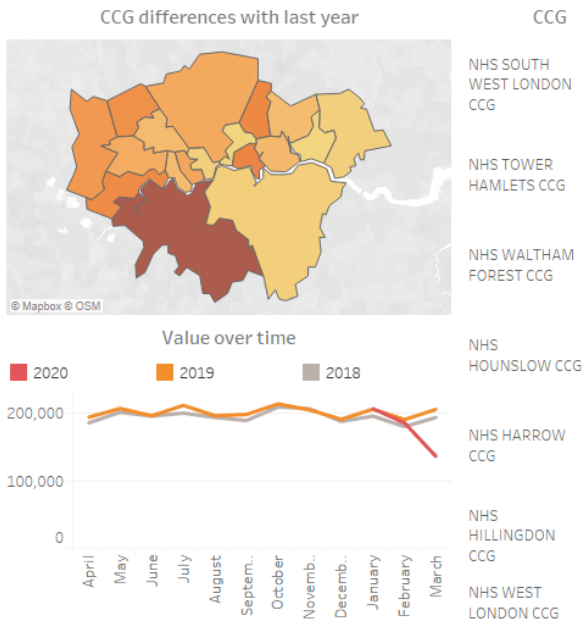 CCG differences with last year
© Mapbox © OSM
Value over time
2020
2019
2018
200,000
100,000
0
April
May
June
July
August
Septem..
October
Novemb..
Decemb..
January
February
March
CCG
NHS SOUTH
WEST LONDON
CCG
NHS TOWER
HAMLETS CCG
NHS WALTHAM
FOREST CCG
NHS
HOUNSLOW CCG
NHS HARROW
CCG
NHS
HILLINGDON
CCG
NHS WEST
LONDON CCG